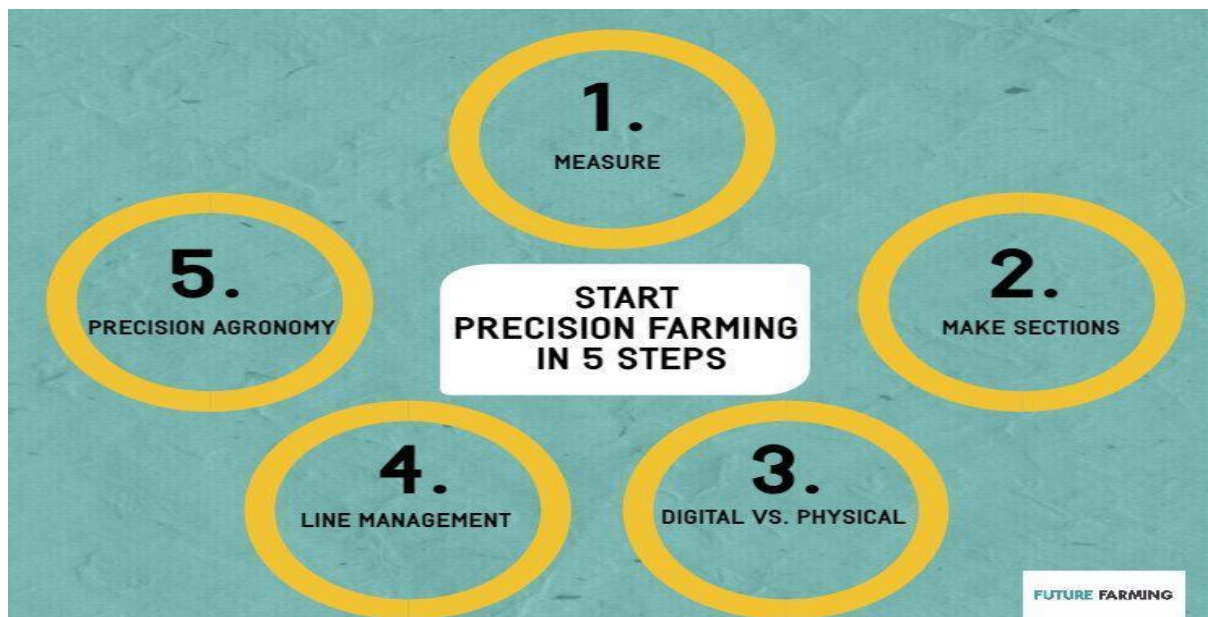 1.
MEASURE
2.
MAKE SECTIONS
3.
DIGITAL VS. PHYSICAL
4.
LINE MANAGEMENT
5.
PRECISION AGRONOMY
START
PRECISION FARMING
IN 5 STEPS
FUTURE FARMING